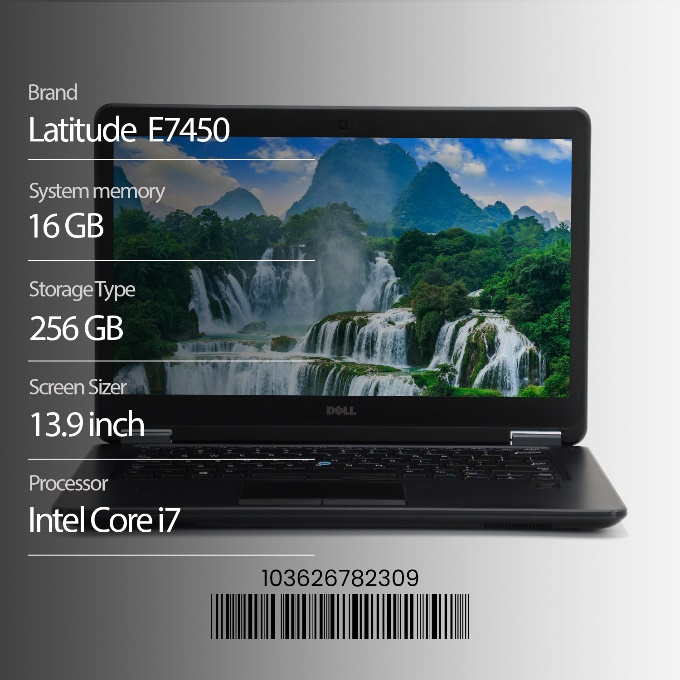 Brand
Latitude E7450
System memory
16 GB
Storage Type
256 GB
Screen Sizer
13.9 inch
DELL
Processor
Intel Core i7
103626782309